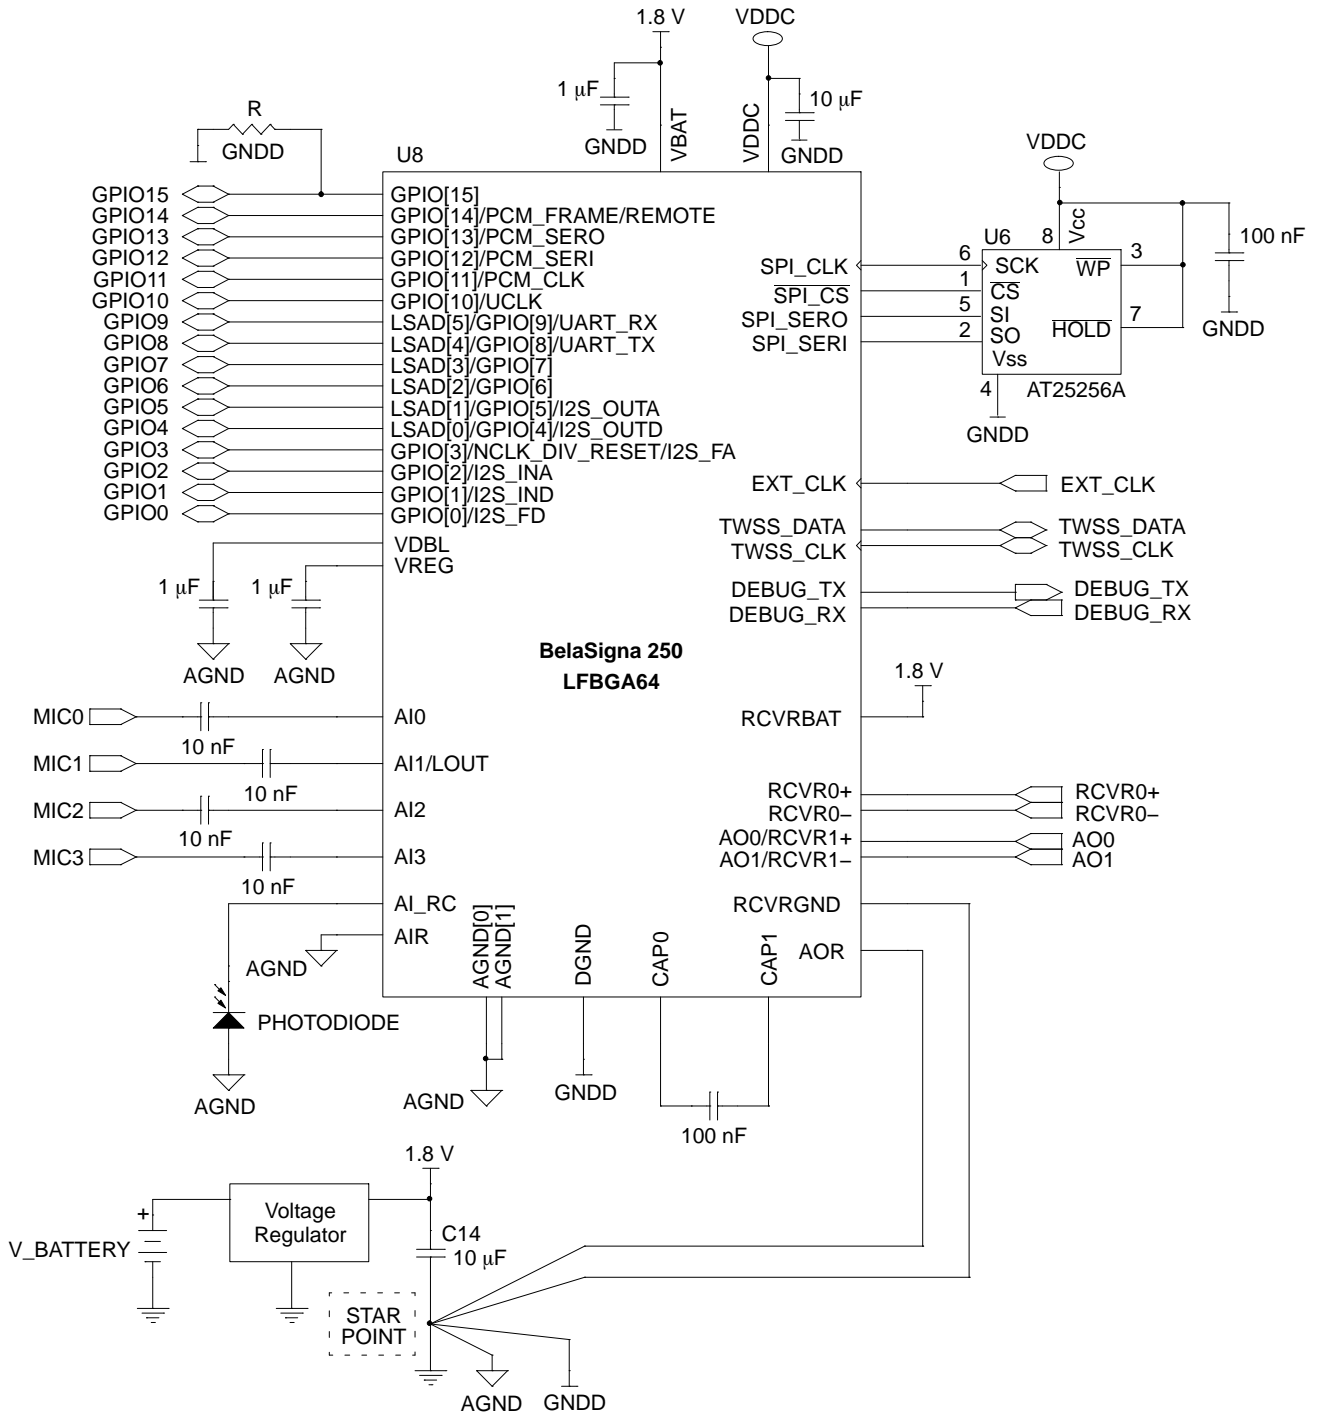 1.8 V
VDDC
1 μF
GNDD
VBAT
VDDC
10 μF
GNDD
R
GNDD
U8
GPIO15
GPIO14
GPIO13
GPIO12
GPIO11
GPIO10
GPIO9
GPIO8
GPIO7
GPIO6
GPIO5
GPIO4
GPIO3
GPIO2
GPIO1
GPIO0
GPIO[15]
GPIO[14]/PCM_FRAME/REMOTE
GPIO[13]/PCM_SERO
GPIO[12]/PCM_SERI
GPIO[11]/PCM_CLK
GPIO[10]/UCLK
LSAD[5]/GPIO[9]/UART_RX
LSAD[4]/GPIO[8]/UART_TX
LSAD[3]/GPIO[7]
LSAD[2]/GPIO[6]
LSAD[1]/GPIO[5]/I2S_OUTA
LSAD[0]/GPIO[4]/I2S_OUTD
GPIO[3]/NCLK_DIV_RESET/I2S_FA
GPIO[2]/I2S_INA
GPIO[1]/I2S_IND
GPIO[0]/I2S_FD
VDBL
VREG
1 μF
1 μF
AGND
AGND
SPI_CLK
SPI_CS
SPI_SERO
SPI_SERI
VDDC
U6
8
Vcc
6
1
5
2
SCK
CS
SI
SO
Vss
WP
HOLD
3
7
4
AT25256A
GNDD
100 nF
GNDD
EXT_CLK
EXT_CLK
TWSS_DATA
TWSS_DATA
TWSS_CLK
TWSS_CLK
DEBUG_TX
DEBUG_TX
DEBUG_RX
DEBUG_RX
BelaSigna 250
LFBGA64
1.8 V
RCVRBAT
MIC0
10 nF
AI0
MIC1
10 nF
AI1/LOUT
MIC2
10 nF
AI2
MIC3
10 nF
AI3
RCVR0+
RCVR0+
RCVR0–
RCVR0–
AO0/RCVR1+
AO0
AO1/RCVR1–
AO1
AI_RC
AIR
AGND
RCVRGND
AOR
AGND[0]
AGND[1]
DGND
CAP0
CAP1
PHOTODIODE
AGND
AGND
GNDD
100 nF
1.8 V
V_BATTERY
+
Voltage
Regulator
C14
10 μF
STAR
POINT
AGND
GNDD